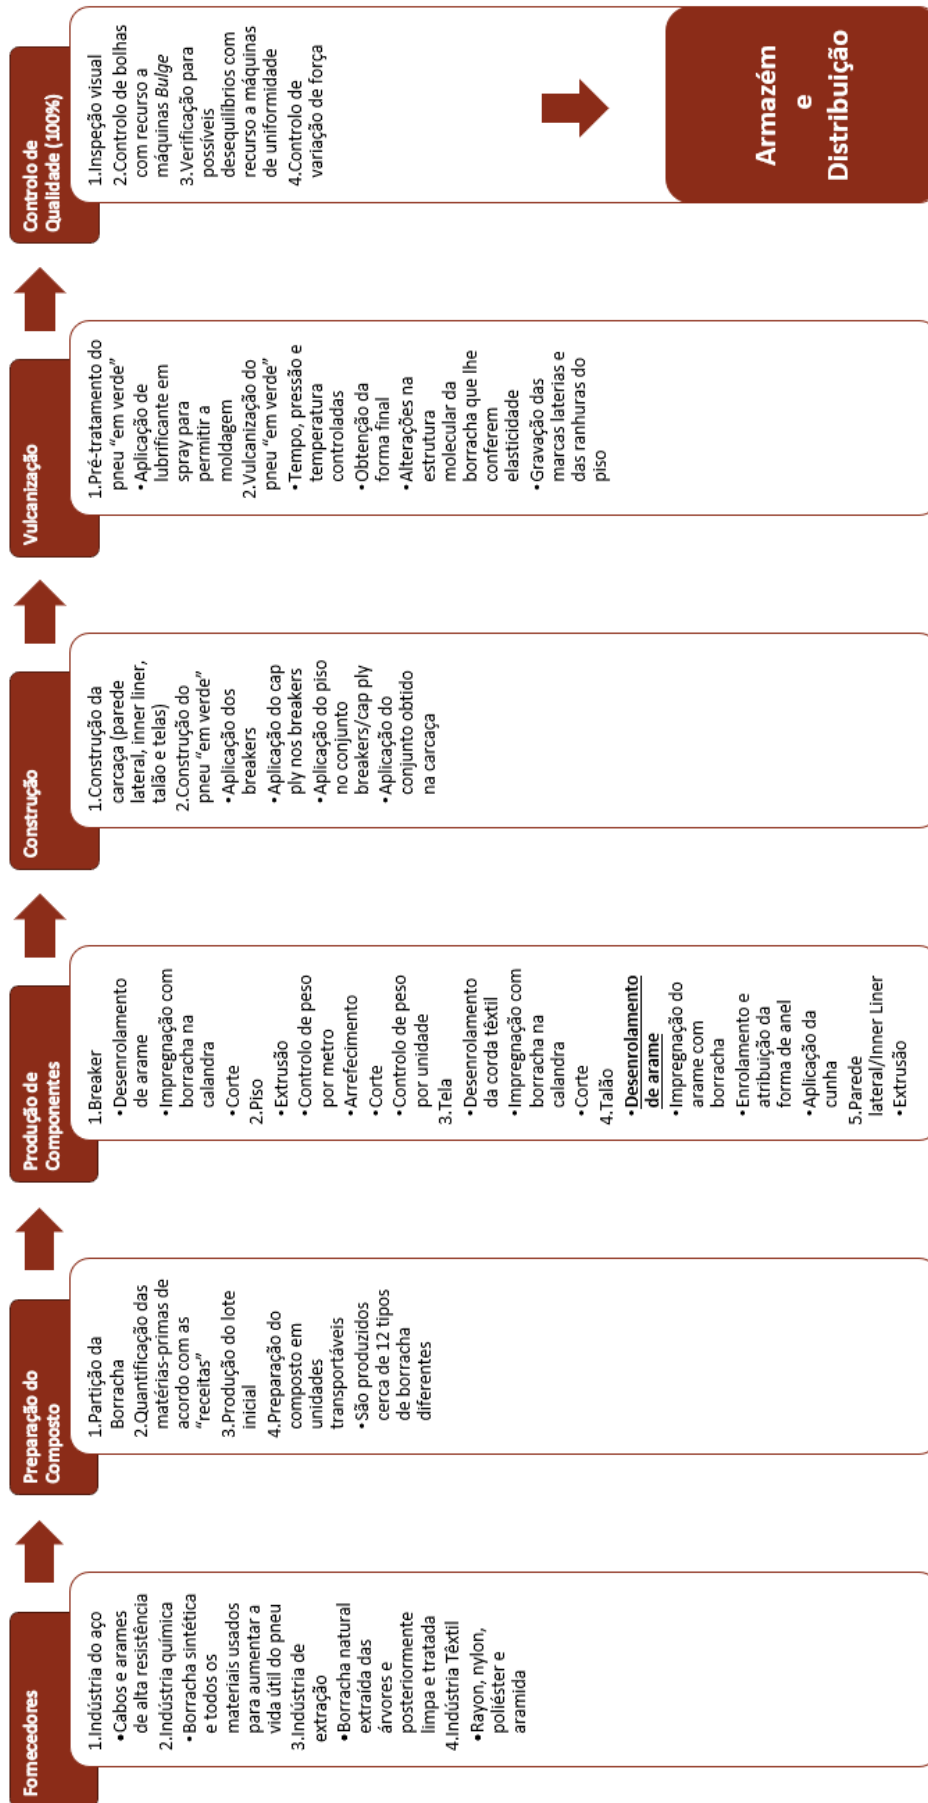 Fornecedores
1.Indústria do aço
•Cabos e arames
de alta resistência
2.Indústria química
•Borracha sintética
e todos os
materiais usados
para aumentar a
vida útil do pneu
3.Indústria de
extração
•Borracha natural
extraída das
árvores e
posteriormente
limpa e tratada
4.Indústria Têxtil
•Rayon, nylon,
poliéster e
aramida
Preparação do
Composto
1.Partição da
Borracha
2.Quantificação das
matérias-primas de
acordo com as
“receitas”
3.Produção do lote
inicial
4.Preparação do
composto em
unidades
transportáveis
•São produzidos
cerca de 12 tipos
de borracha
diferentes
Produção de
Componentes
1.Breaker
•Desenrolamento
de arame
•Impregnação com
borracha na
calandra
•Corte
2.Piso
•Extrusão
•Controlo de peso
por metro
•Arrefecimento
•Corte
•Controlo de peso
por unidade
3.Tela
•Desenrolamento
da corda têxtil
•Impregnação com
borracha na
calandra
•Corte
4.Talão
•Desenrolamento
de arame
•Impregnação do
arame com
borracha
•Enrolamento e
atribuição da
forma de anel
•Aplicação da
cunha
5.Parede
lateral/Inner Liner
•Extrusão
Construção
1.Construção da
carcaça (parede
lateral, inner liner,
talão e telas)
2.Construção do
pneu “em verde”
•Aplicação dos
breakers
•Aplicação do cap
ply nos breakers
•Aplicação do piso
no conjunto
breakers/cap ply
•Aplicação do
conjunto obtido
na carcaça
Vulcanização
1.Pré-tratamento do
pneu “em verde”
•Aplicação de
lubrificante em
spray para
permitir a
moldagem
2.Vulcanização do
pneu “em verde”
•Tempo, pressão e
temperatura
controladas
•Obtenção da
forma final
•Alterações na
estrutura
molecular da
borracha que lhe
conferem
elasticidade
•Gravação das
marcas laterias e
das ranhuras do
piso
Controlo de
Qualidade (100%)
1.Inspeção visual
2.Controlo de bolhas
com recurso a
máquinas Bulge
3.Verificação para
possíveis
desequilíbrios com
recurso a máquinas
de uniformidade
4.Controlo de
variação de força
Armazém
e
Distribuição